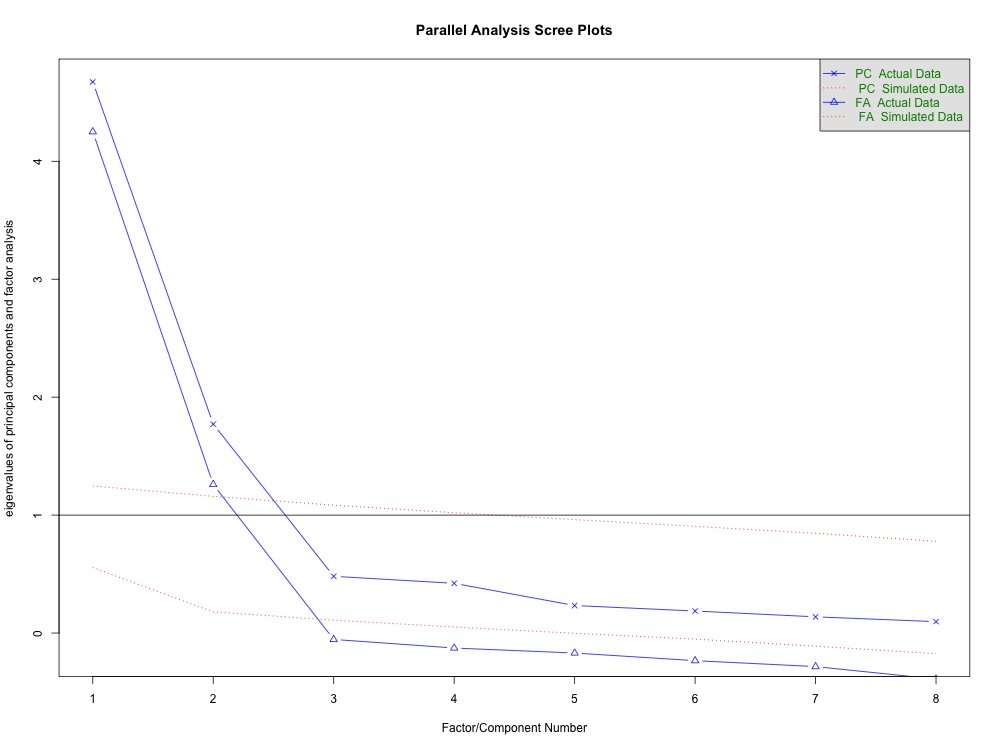 Parallel Analysis Scree Plots
PC  Actual Data
PC  Simulated Data
FA  Actual Data
FA  Simulated Data
eigenvalues of principal components and factor analysis
4
3
2
1
0
1 2 3 4 5 6 7 8
Factor/Component Number